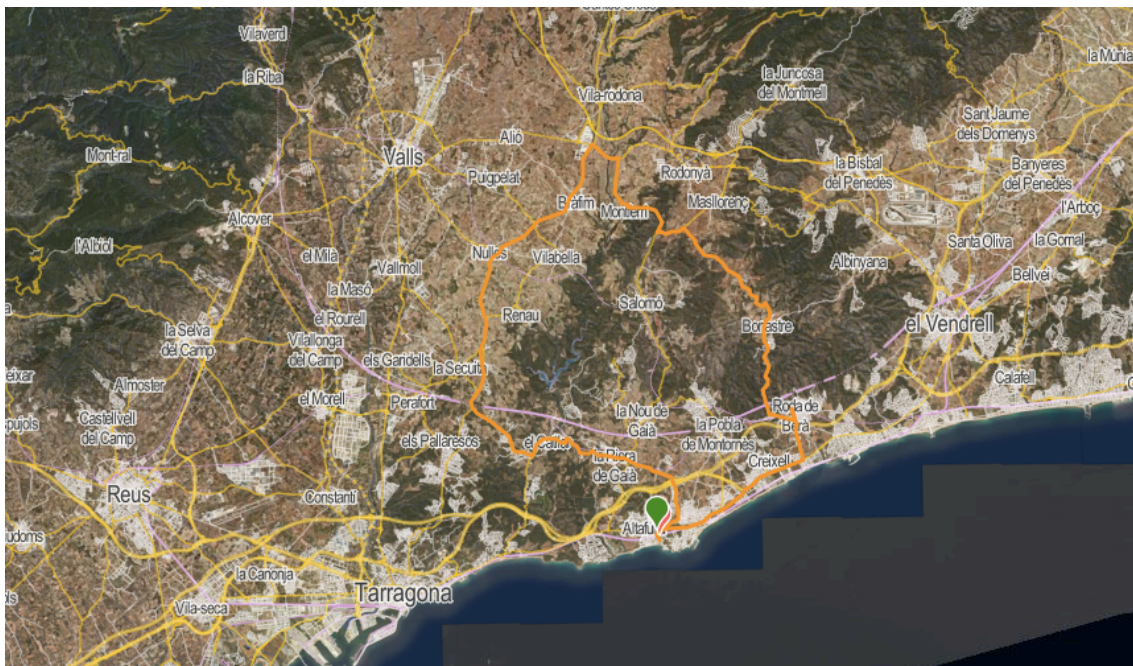 Vilaverd
la Riba
Mont-ral
Alcover
l'Albiol
Valls
Alió
Puigpelat
Vila-rodona
la Juncosa
del Montmell
la Múnia
Sant Jaume
dels Domenys
la Bisbal
del Penedès
Banyeres
del Penedès
l'Arboç
Rodonyà
Masllorenç
Bràfim
Montferri
Nulles
Vilabella
Vallmoll
el Milà
la Masó
el Rourell
Vilallonga
del Camp
la Selva
del Camp
Almoster
Castellvell
del Camp
Reus
el Morell
els Garidells
la Secuita
Perafort
els Pallaresos
Renau
Salomó
Bonastre
Albinyana
Santa Oliva
la Gornal
Bellvei
el Vendrell
Calafell
Roda de
Berà
Creixell
la Pobla
de Montornès
la Nou de
Gaià
la Riera
de Gaià
el Catllar
Constantí
la Canonja
Vila-seca
Tarragona